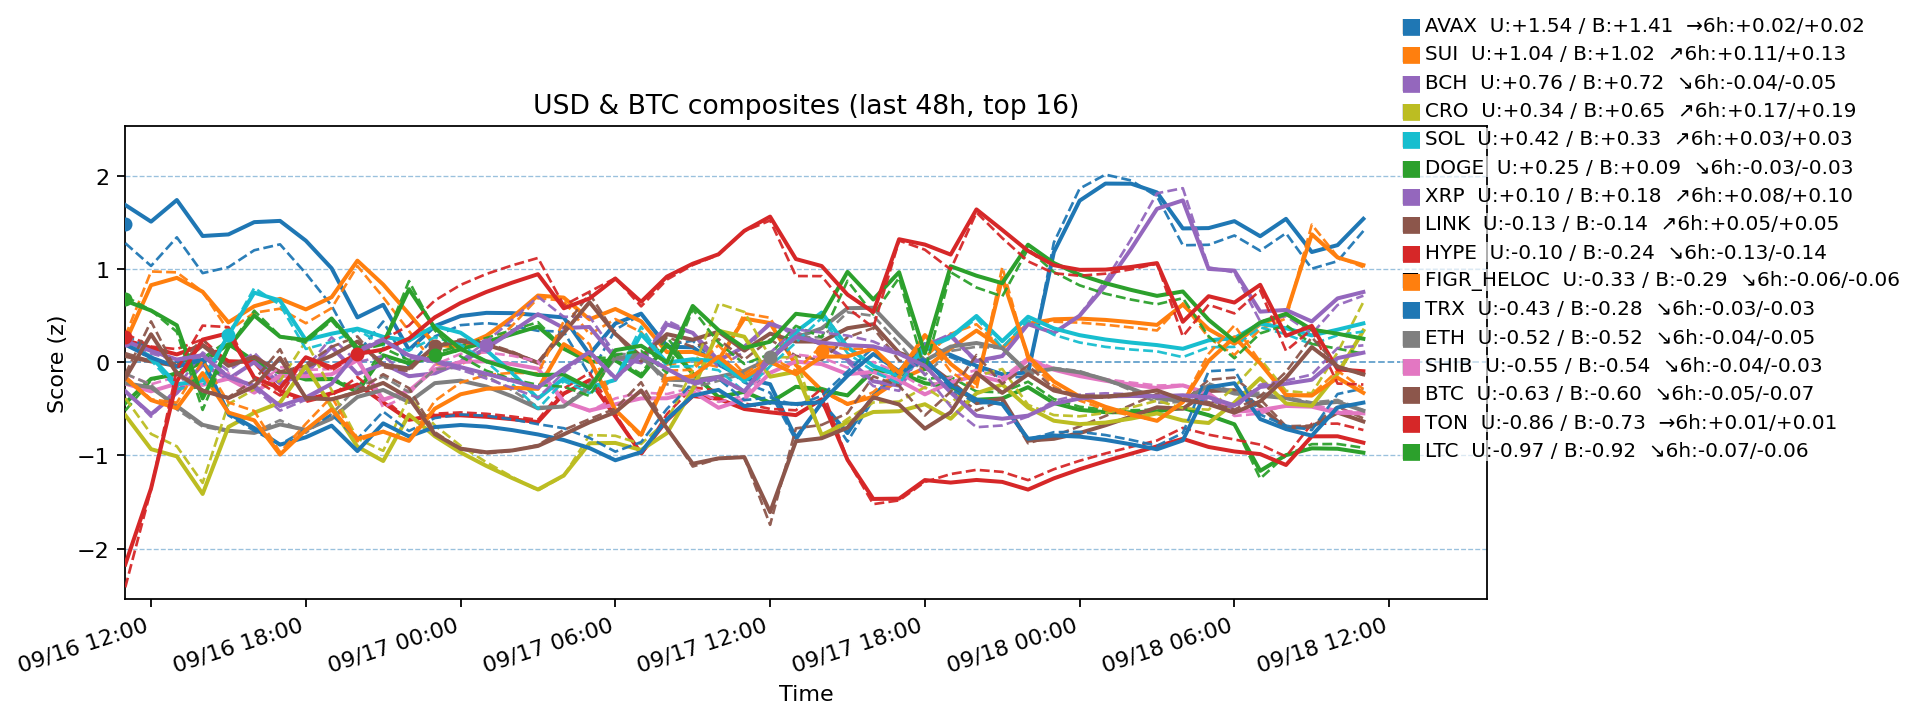 AVAX  U:+1.54 / B:+1.41  →6h:+0.02/+0.02
SUI  U:+1.04 / B:+1.02  ↗6h:+0.11/+0.13
BCH  U:+0.76 / B:+0.72  ↘6h:-0.04/-0.05
CRO  U:+0.34 / B:+0.65  ↗6h:+0.17/+0.19
SOL  U:+0.42 / B:+0.33  ↗6h:+0.03/+0.03
DOGE  U:+0.25 / B:+0.09  ↘6h:-0.03/-0.03
XRP  U:+0.10 / B:+0.18  ↗6h:+0.08/+0.10
LINK  U:-0.13 / B:-0.14  ↗6h:+0.05/+0.05
HYPE  U:-0.10 / B:-0.24  ↘6h:-0.13/-0.14
FIGR_HELOC  U:-0.33 / B:-0.29  ↘6h:-0.06/-0.06
TRX  U:-0.43 / B:-0.28  ↘6h:-0.03/-0.03
ETH  U:-0.52 / B:-0.52  ↘6h:-0.04/-0.05
SHIB  U:-0.55 / B:-0.54  ↘6h:-0.04/-0.03
BTC  U:-0.63 / B:-0.60  ↘6h:-0.05/-0.07
TON  U:-0.86 / B:-0.73  →6h:+0.01/+0.01
LTC  U:-0.97 / B:-0.92  ↘6h:-0.07/-0.06
USD & BTC composites (last 48h, top 16)
Score (z)
2
1
0
−1
−2
09/16 12:00
09/16 18:00
09/17 00:00
09/17 06:00
09/17 12:00
09/17 18:00
09/18 00:00
09/18 06:00
09/18 12:00
Time